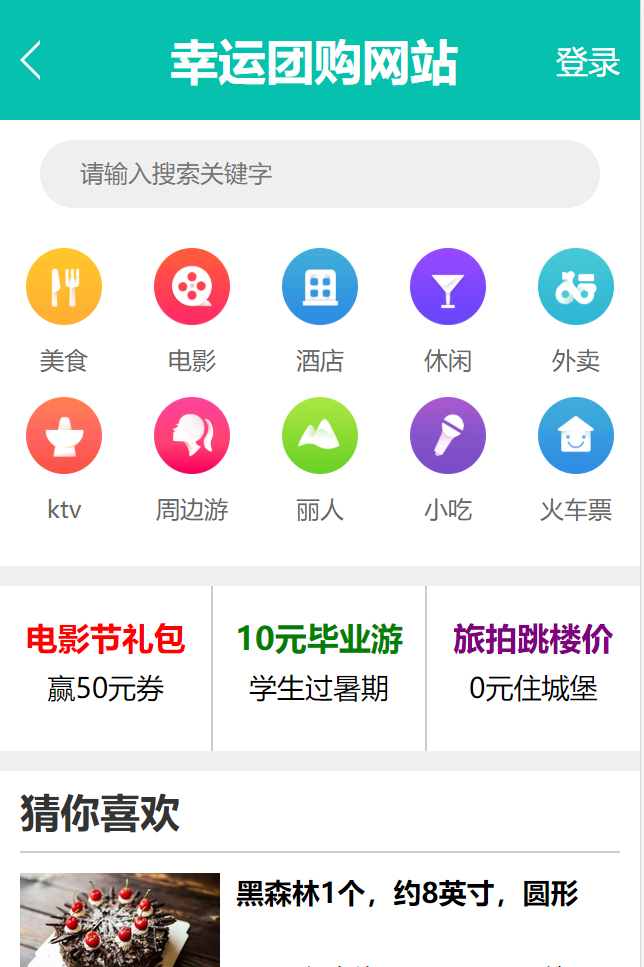 幸运团购网站
登录
请输入搜索关键字
美食 电影 酒店 休闲 外卖
ktv 周边游 丽人 小吃 火车票
电影节礼包 10元毕业游 旅拍跳楼价
赢50元券 学生过暑期 0元住城堡
猜你喜欢
黑森林1个，约8英寸，圆形